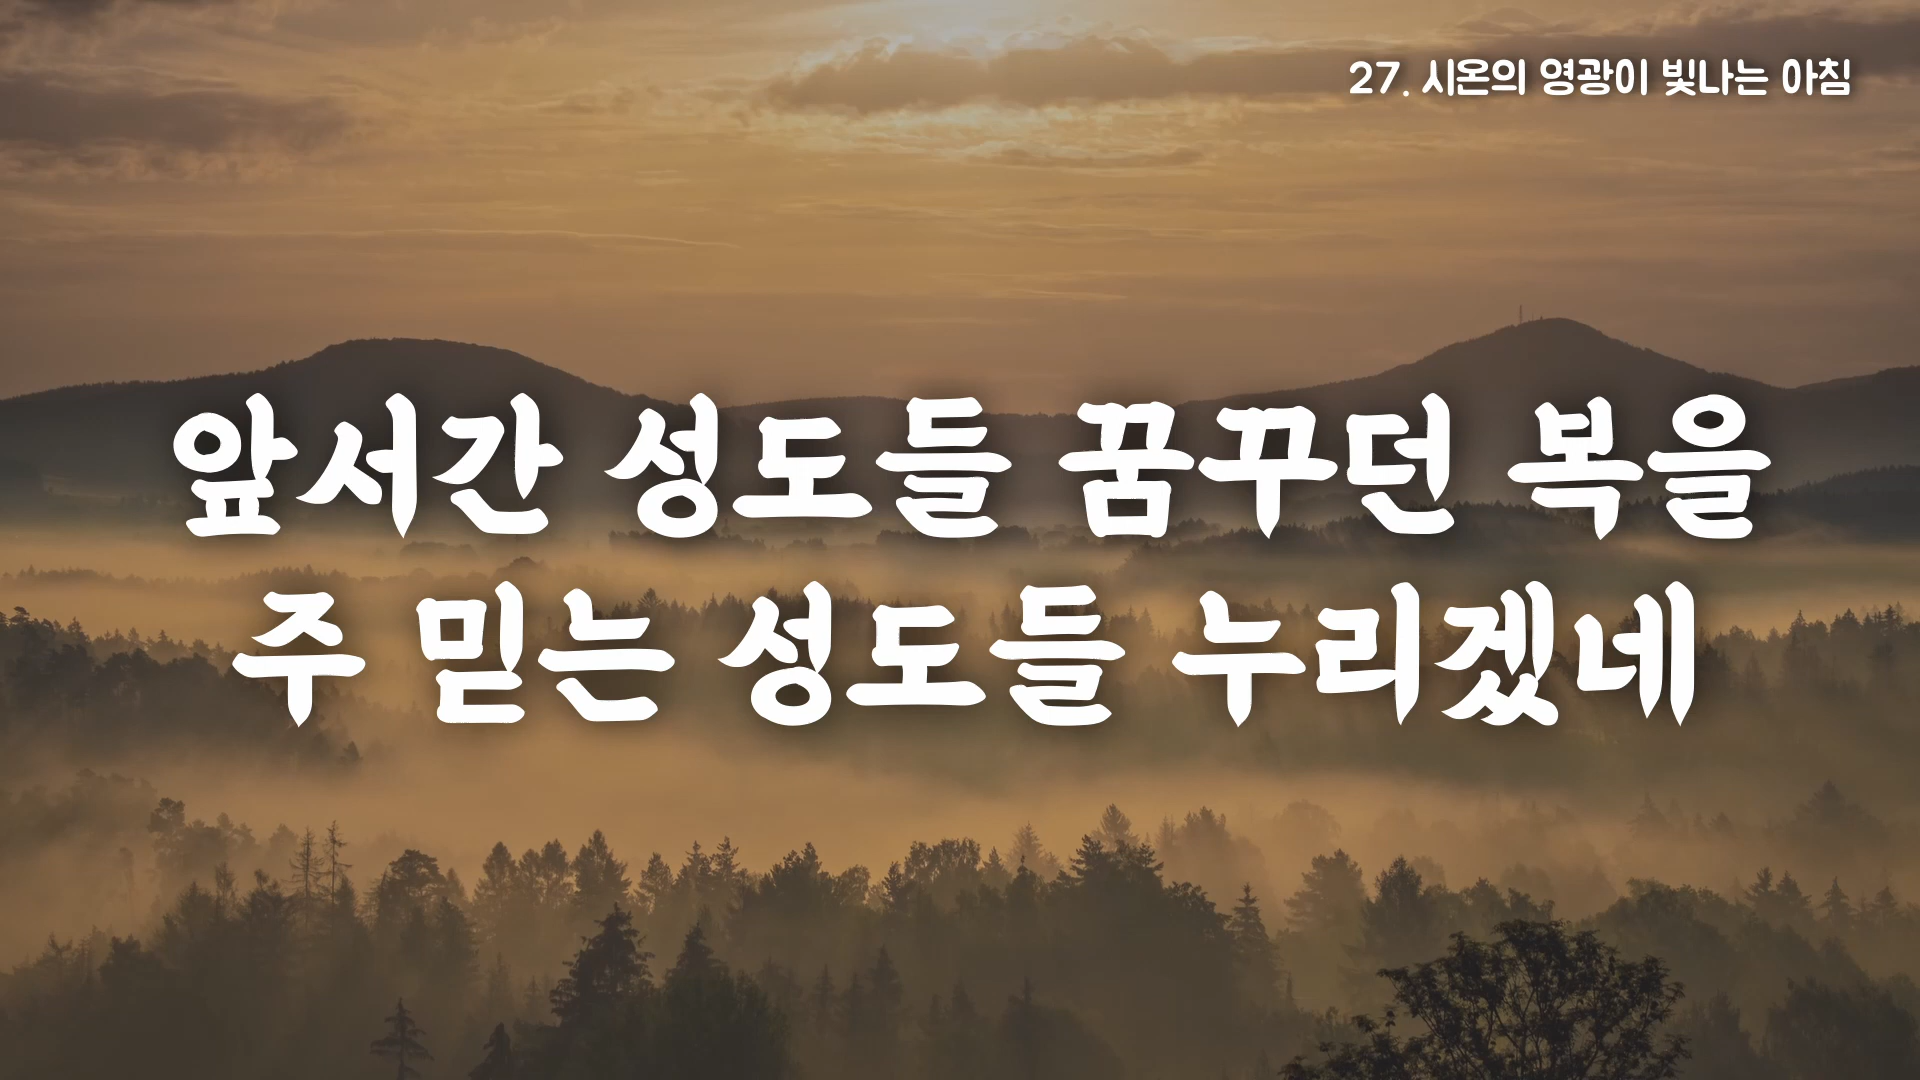 27. 시온의 영광이 빛나는 아침
앞서간 성도들 꿈꾸던 복을
주 믿는 성도들 누리겠네